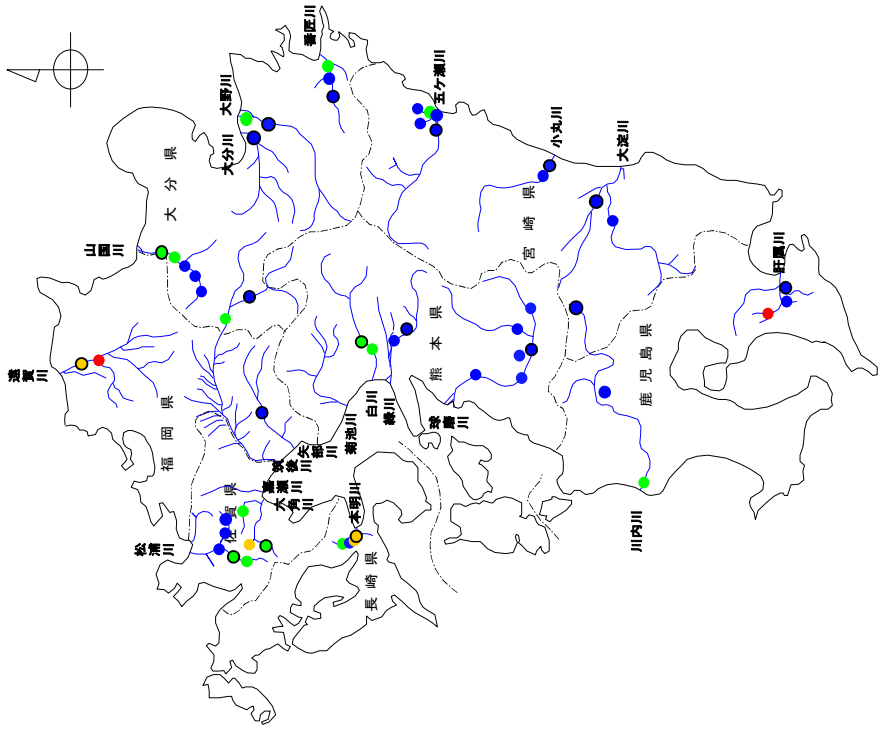 番匠川
五ケ瀬川
大野川
大分川
小丸川
大淀川
大分県
宮崎県
山国川
肝属川
遠賀川
熊本県
鹿児島県
福岡県
白川
緑川
球磨川
菊池川
矢部川
筑後川
嘉瀬川
六角川
佐賀県
本明川
松浦川
長崎県
川内川